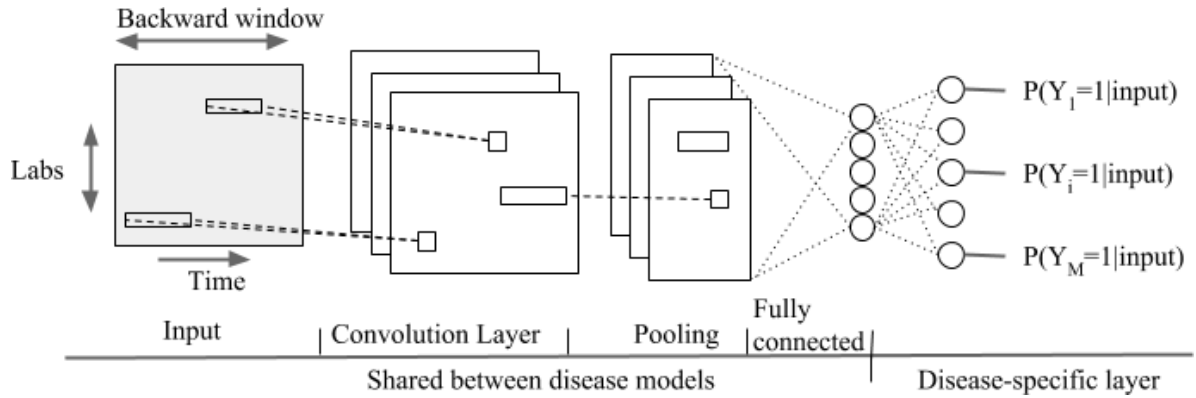 Backward window
Labs
Time
P(Y₁=1|input)
P(Yᵢ=1|input)
P(Y_M=1|input)
Input
Convolution Layer
Pooling
Fully
connected
Shared between disease models
Disease-specific layer